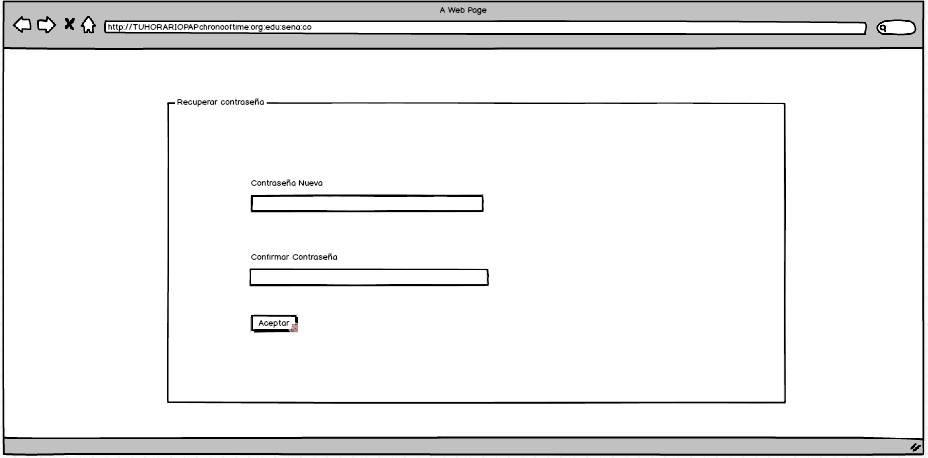 A Web Page
http://TUHORARIOPAPchronooftime.org.edu.sena.co
Recuperar contraseña
Contraseña Nueva
Confirmar Contraseña
Aceptar